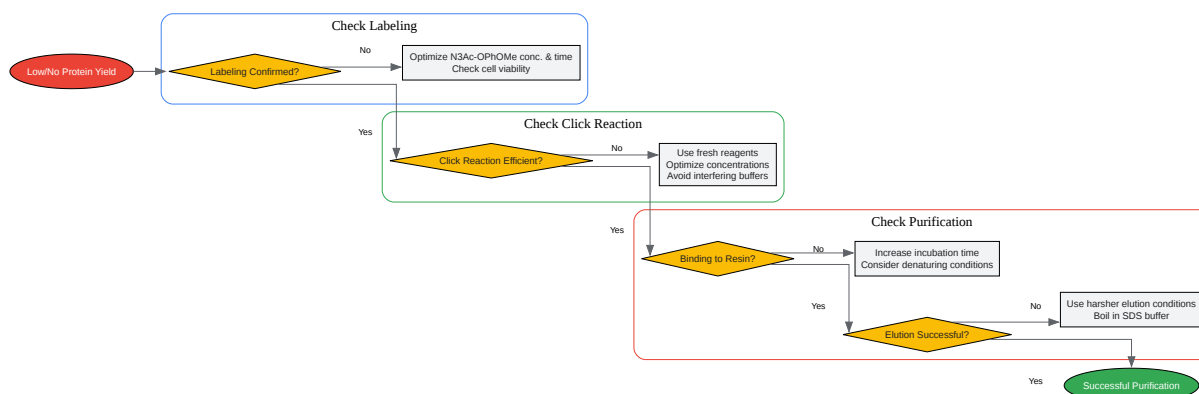 Check Labeling
Low/No Protein Yield
Labeling Confirmed?
No
Optimize N3Ac-OPhOMe conc. & time
Check cell viability
Yes
Check Click Reaction
Click Reaction Efficient?
No
Use fresh reagents
Optimize concentrations
Avoid interfering buffers
Yes
Check Purification
Binding to Resin?
No
Increase incubation time
Consider denaturing conditions
Yes
Elution Successful?
No
Use harsher elution conditions
Boil in SDS buffer
Yes
Successful Purification